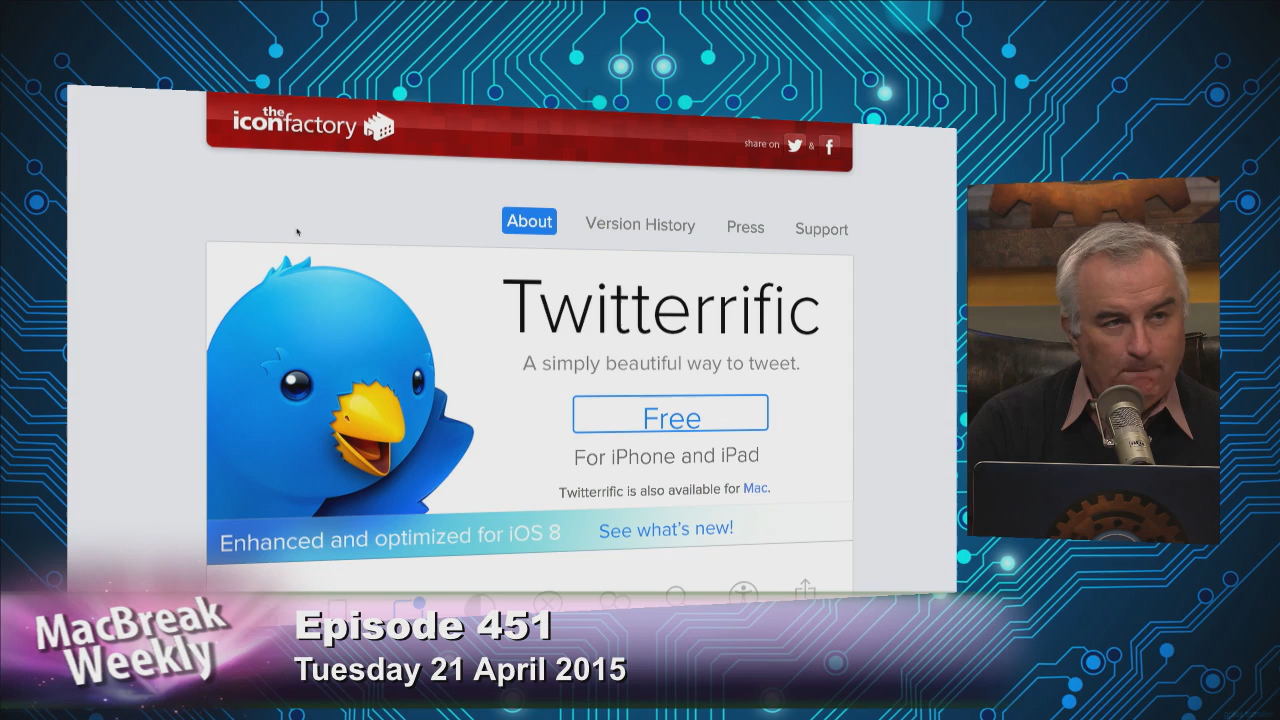 the
iconfactory
share on & f
About Version History Press Support
Twitterrific
A simply beautiful way to tweet.
Free
For iPhone and iPad
Twitterrific is also available for Mac.
Enhanced and optimized for iOS 8 See what's new!
MacBreak
Weekly
Episode 451
Tuesday 21 April 2015